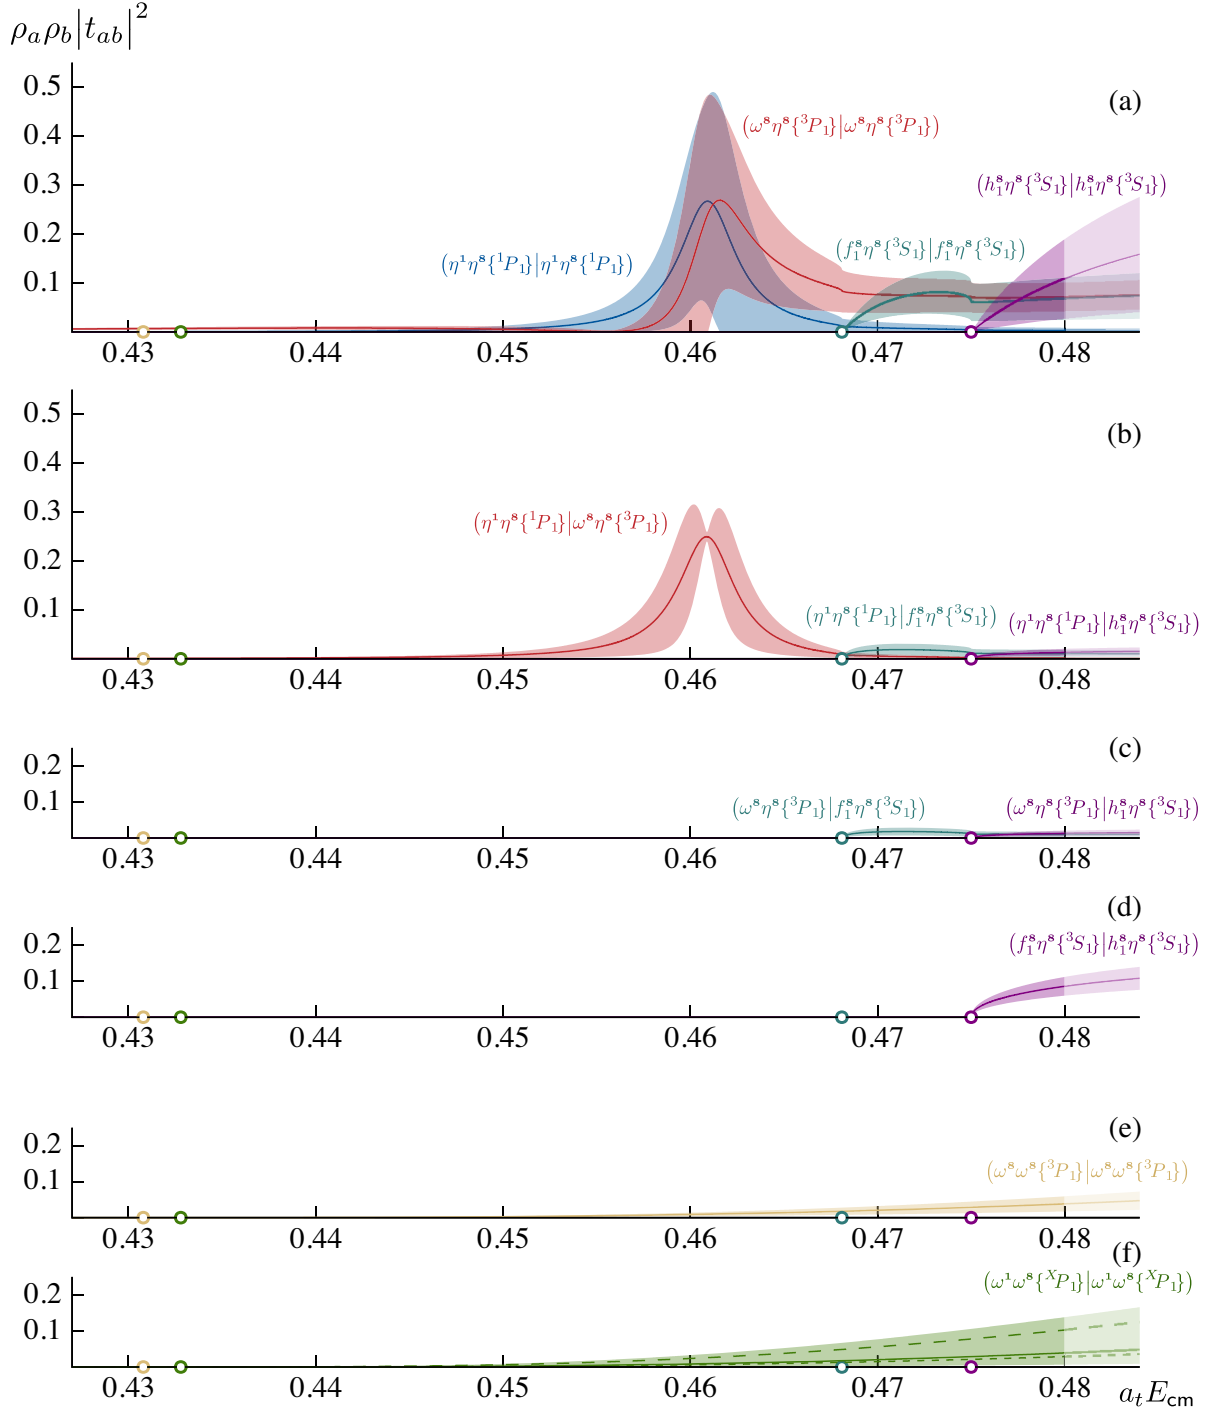 ρ_aρ_b|t_ab|²
(a)
0.5
0.4
0.3
0.2
0.1
(ω⁸η⁸{³P₁}|ω⁸η⁸{³P₁})
(h₁⁸η⁸{³S₁}|h₁⁸η⁸{³S₁})
(f₁⁸η⁸{³S₁}|f₁⁸η⁸{³S₁})
(η¹η⁸{¹P₁}|η¹η⁸{¹P₁})
0.43 0.44 0.45 0.46 0.47 0.48
(b)
0.5
0.4
0.3
0.2
0.1
(η¹η⁸{¹P₁}|ω⁸η⁸{³P₁})
(η¹η⁸{¹P₁}|f₁⁸η⁸{³S₁})
(η¹η⁸{¹P₁}|h₁⁸η⁸{³S₁})
0.43 0.44 0.45 0.46 0.47 0.48
(c)
0.2
0.1
(ω⁸η⁸{³P₁}|f₁⁸η⁸{³S₁})
(ω⁸η⁸{³P₁}|h₁⁸η⁸{³S₁})
0.43 0.44 0.45 0.46 0.47 0.48
(d)
0.2
0.1
(f₁⁸η⁸{³S₁}|h₁⁸η⁸{³S₁})
0.43 0.44 0.45 0.46 0.47 0.48
(e)
0.2
0.1
(ω⁸ω⁸{³P₁}|ω⁸ω⁸{³P₁})
0.43 0.44 0.45 0.46 0.47 0.48
(f)
0.2
0.1
(ω¹ω⁸{ˣP₁}|ω¹ω⁸{ˣP₁})
0.43 0.44 0.45 0.46 0.47 0.48
a_t E_cm